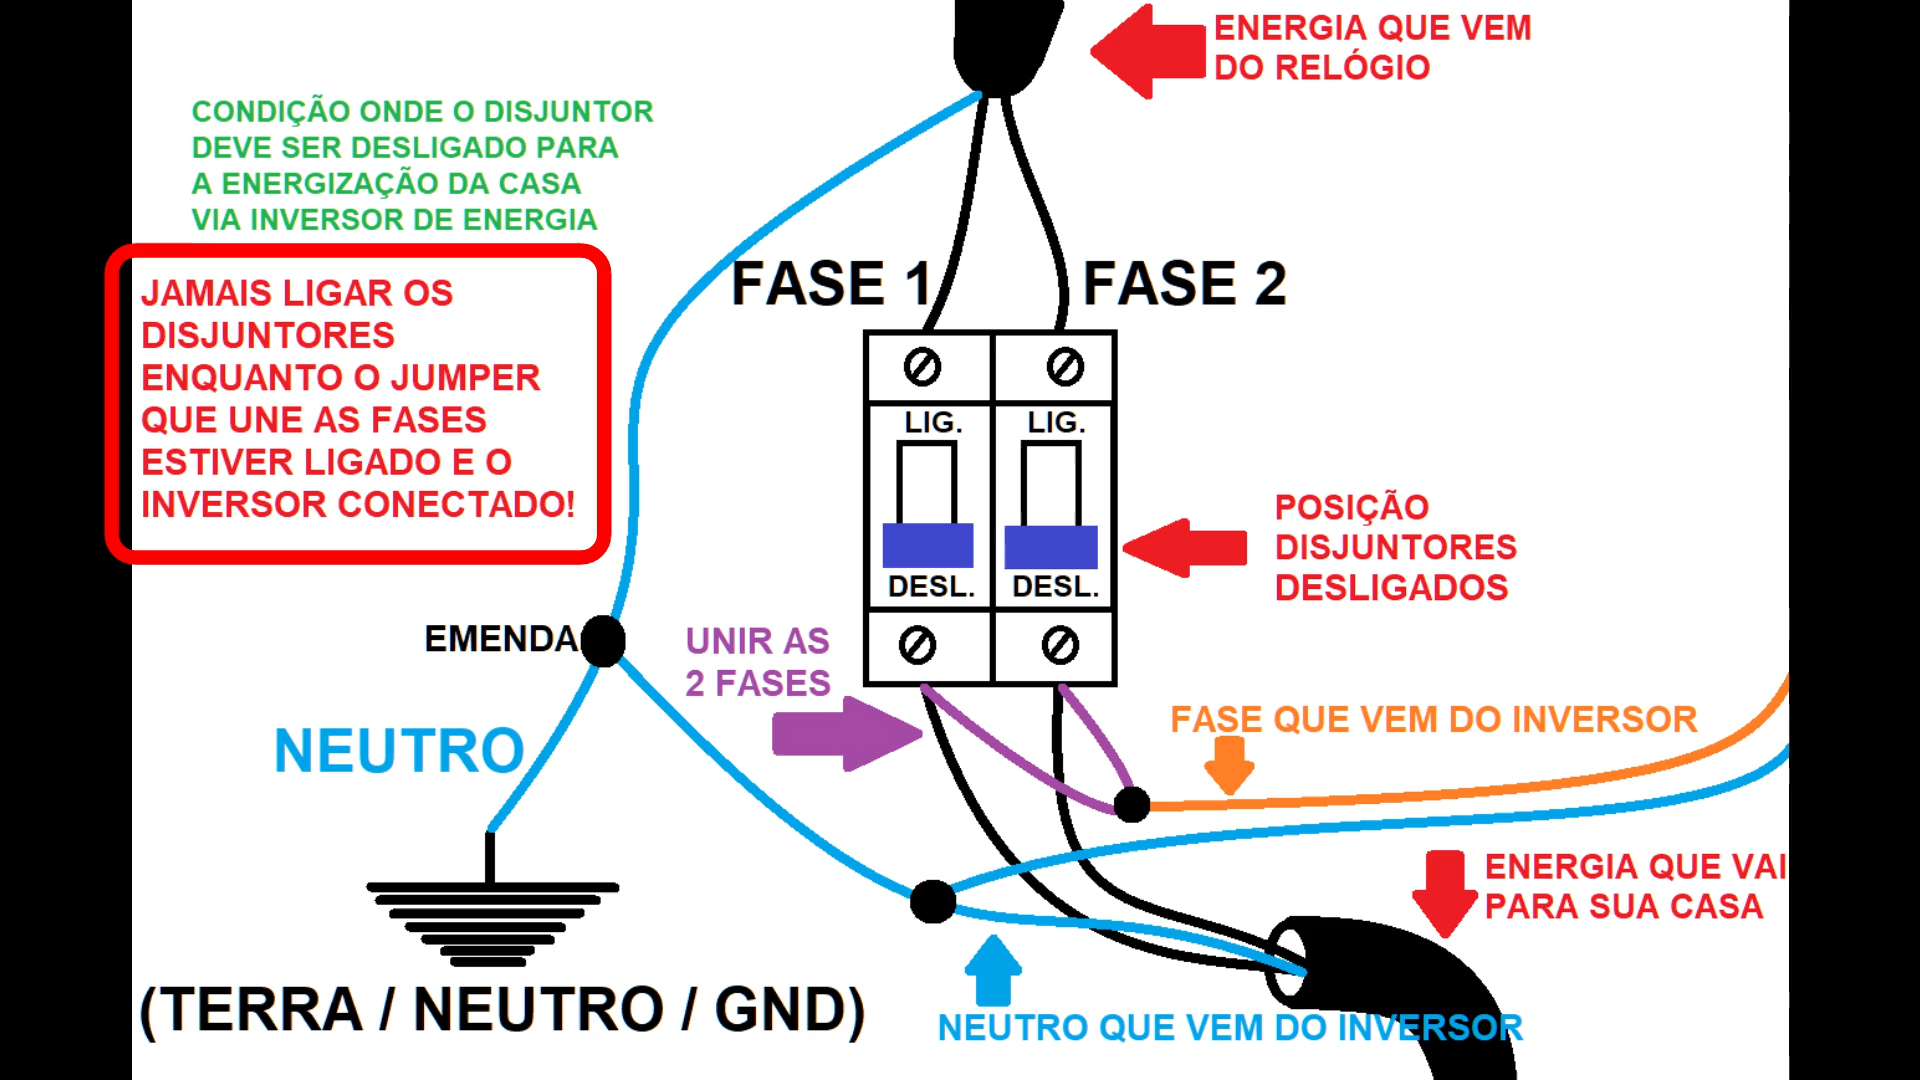 ENERGIA QUE VEM
DO RELÓGIO
CONDIÇÃO ONDE O DISJUNTOR
DEVE SER DESLIGADO PARA
A ENERGIZAÇÃO DA CASA
VIA INVERSOR DE ENERGIA
JAMAIS LIGAR OS
DISJUNTORES
ENQUANTO O JUMPER
QUE UNE AS FASES
ESTIVER LIGADO E O
INVERSOR CONECTADO!
FASE 1
FASE 2
LIG.
LIG.
DESL.
DESL.
POSIÇÃO
DISJUNTORES
DESLIGADOS
EMENDA
UNIR AS
2 FASES
NEUTRO
FASE QUE VEM DO INVERSOR
ENERGIA QUE VAI
PARA SUA CASA
(TERRA / NEUTRO / GND)
NEUTRO QUE VEM DO INVERSOR